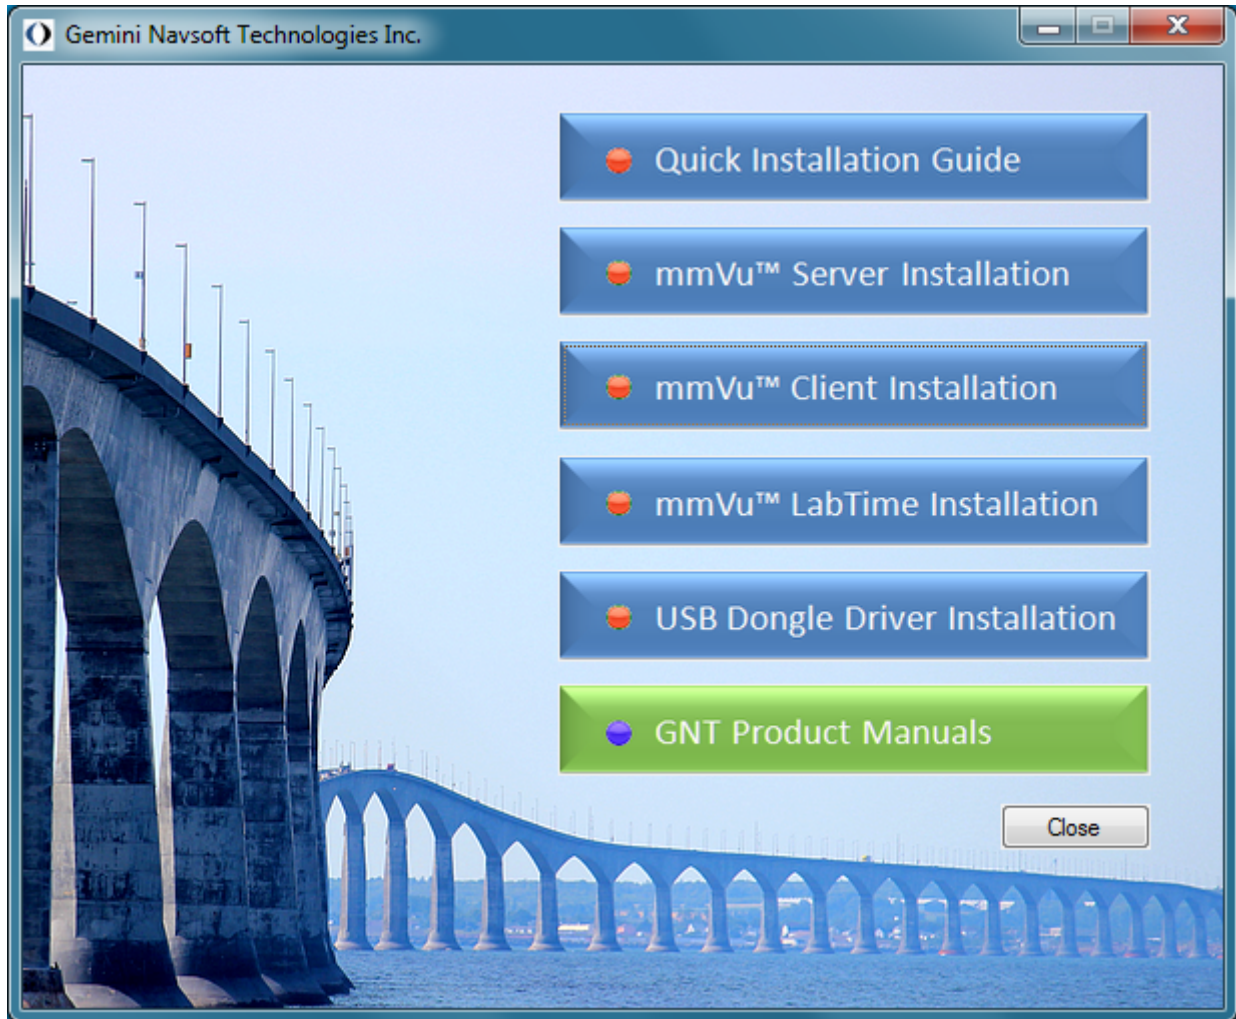 Gemini Navsoft Technologies Inc.
Quick Installation Guide
mmVu™ Server Installation
mmVu™ Client Installation
mmVu™ LabTime Installation
USB Dongle Driver Installation
GNT Product Manuals
Close